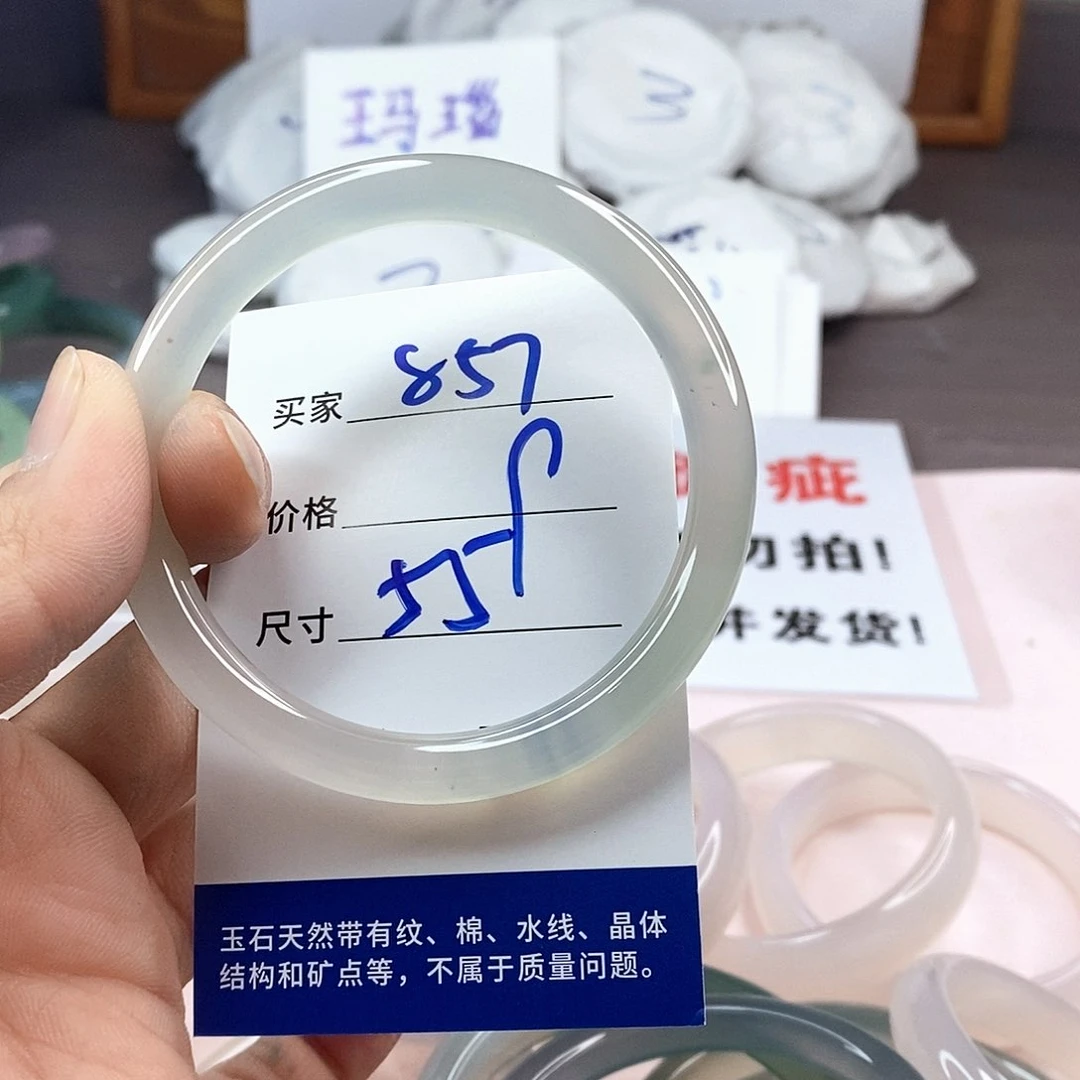 玛瑙
W
买家 857
价格
尺寸 55
疵
勿拍!
并发货!
玉石天然带有纹、棉、水线、晶体
结构和矿点等，不属于质量问题。